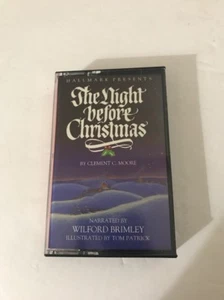 HALLMARK PRESENTS
The Night
before
Christmas
BY CLEMENT C. MOORE
NARRATED BY
WILFORD BRIMLEY
ILLUSTRATED BY TOM PATRICK